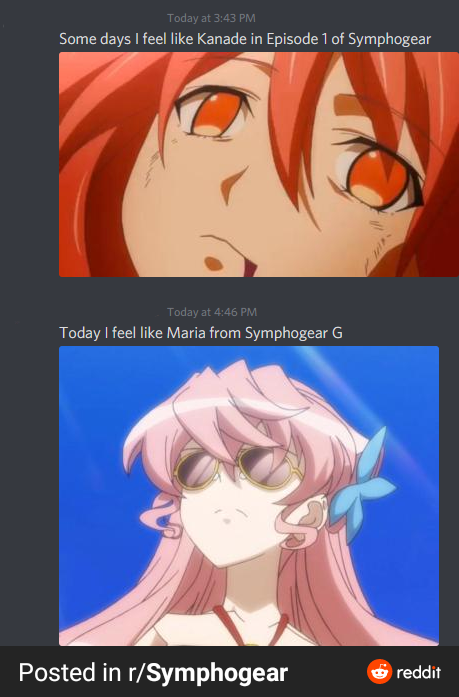 Today at 3:43 PM
Some days I feel like Kanade in Episode 1 of Symphogear
Today at 4:46 PM
Today I feel like Maria from Symphogear G
Posted in r/Symphogear
reddit